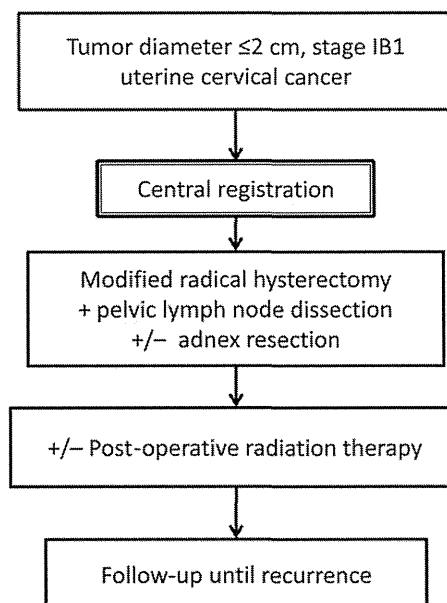 Tumor diameter ≤2 cm, stage IB1
uterine cervical cancer
Central registration
Modified radical hysterectomy
+ pelvic lymph node dissection
+/− adnex resection
+/− Post-operative radiation therapy
Follow-up until recurrence